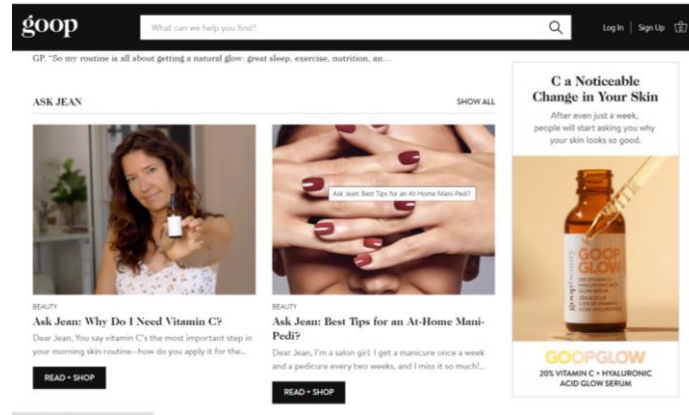 goop
What can we help you find?
Log In | Sign Up
GP. “So my routine is all about getting a natural glow: great sleep, exercise, nutrition, an…
ASK JEAN
SHOW ALL
Ask Jean: Best Tips for an At-Home Mani-Pedi?
BEAUTY
Ask Jean: Why Do I Need Vitamin C?
Dear Jean, You say vitamin C's the most important step in
your morning skin routine—how do you apply it for the...
READ + SHOP
BEAUTY
Ask Jean: Best Tips for an At-Home Mani-
Pedi?
Dear Jean, I'm a salon girl. I get a manicure once a week
and a pedicure every two weeks, and I miss it so much!...
READ + SHOP
C a Noticeable
Change in Your Skin
After even just a week,
people will start asking you why
your skin looks so good.
goopbeauty
GOOP
GLOW
GOOPGLOW
20% VITAMIN C + HYALURONIC
ACID GLOW SERUM